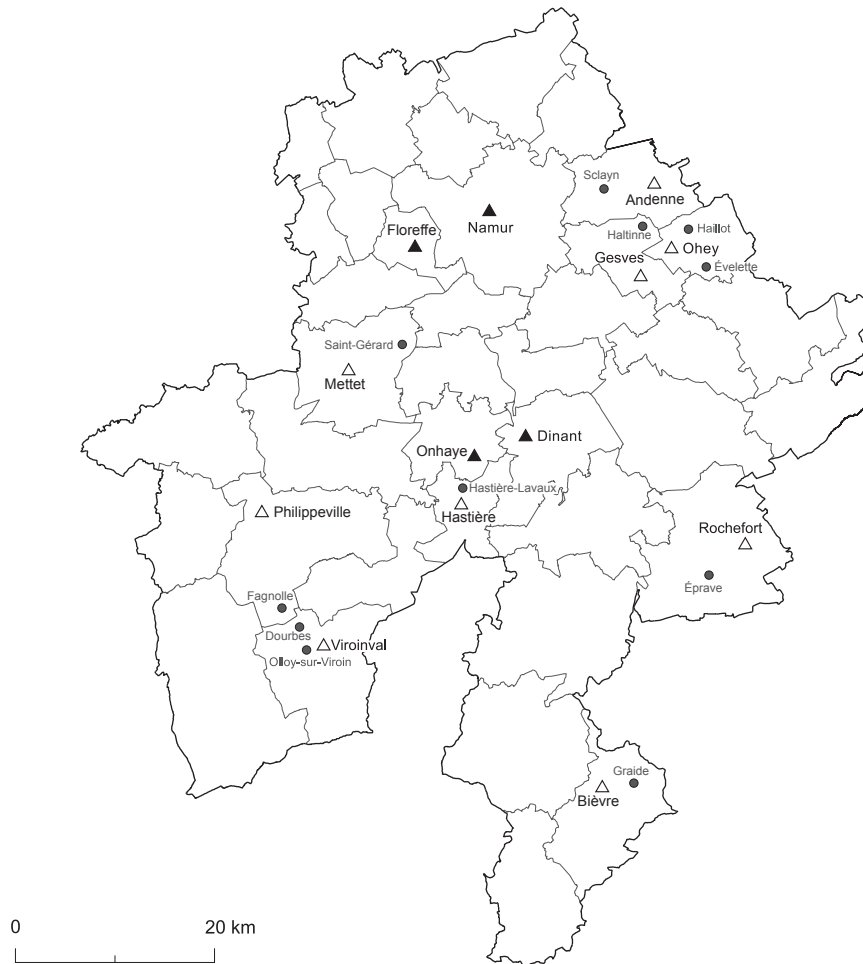 Sclayn
Andenne
Floreffe
Namur
Haltinne
Haillot
Ohey
Gesves
Évelette
Saint-Gérard
Mettet
Onhaye
Dinant
Hastière-Lavaux
Hastière
Philippeville
Rochefort
Éprave
Fagnolle
Dourbes
Viroinval
Olloy-sur-Viroin
Graide
Bièvre
0
20 km